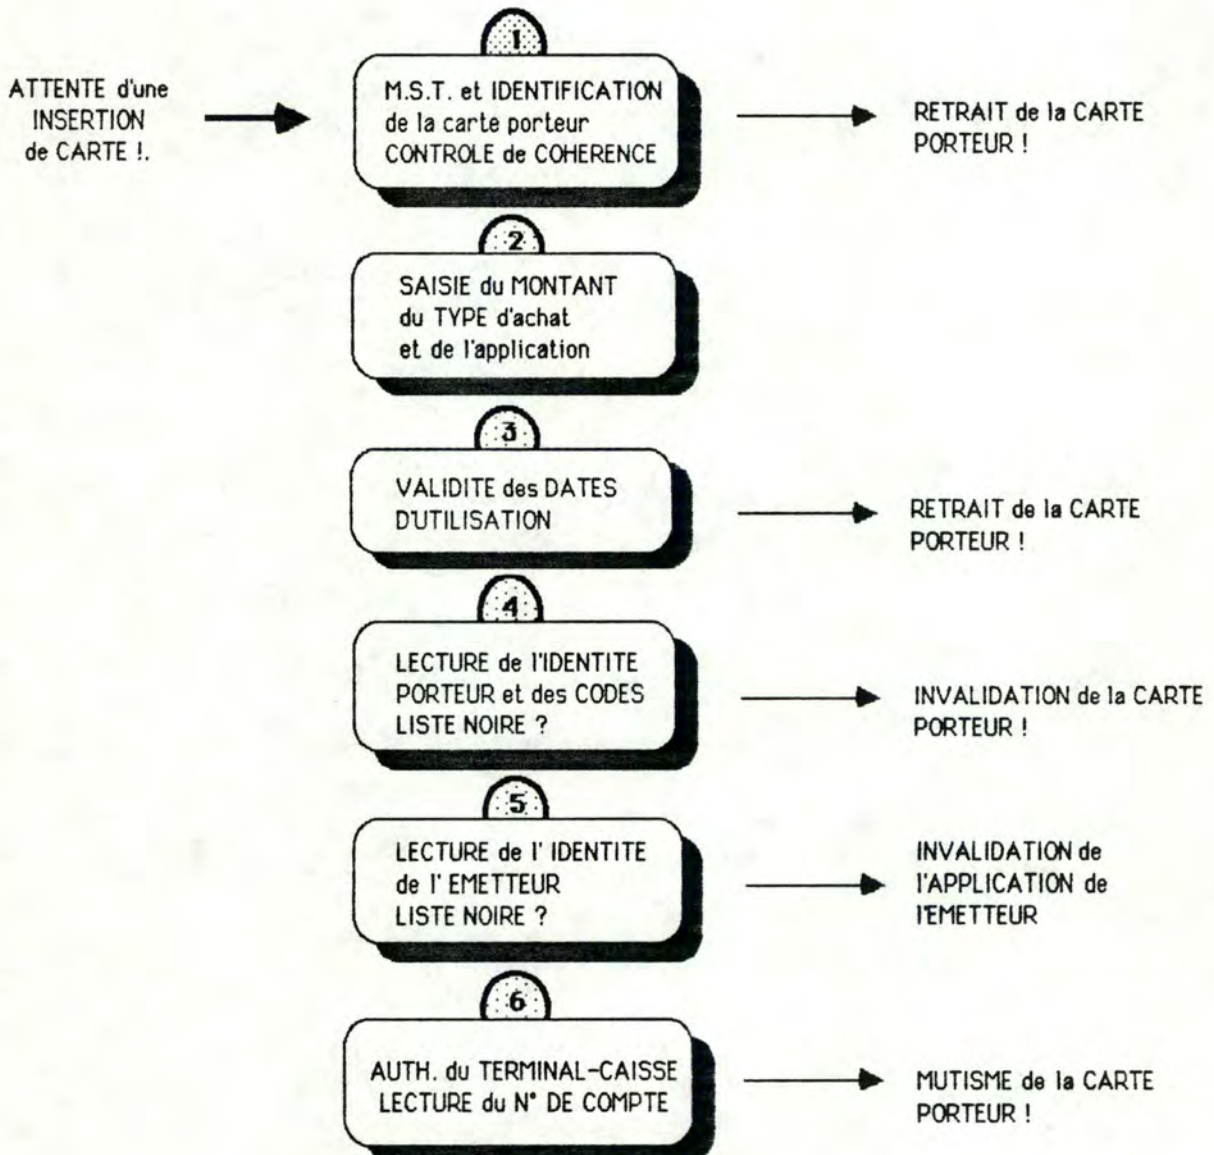 1
ATTENTE d'une
INSERTION
de CARTE !.
M.S.T. et IDENTIFICATION
de la carte porteur
CONTROLE de COHERENCE
RETRAIT de la CARTE
PORTEUR !
2
SAISIE du MONTANT
du TYPE d'achat
et de l'application
3
VALIDITE des DATES
D'UTILISATION
RETRAIT de la CARTE
PORTEUR !
4
LECTURE de l'IDENTITE
PORTEUR et des CODES
LISTE NOIRE ?
INVALIDATION de la CARTE
PORTEUR !
5
LECTURE de l' IDENTITE
de l' EMETTEUR
LISTE NOIRE ?
INVALIDATION de
l'APPLICATION de
l'EMETTEUR
6
AUTH. du TERMINAL-CAISSE
LECTURE du N° DE COMPTE
MUTISME de la CARTE
PORTEUR !